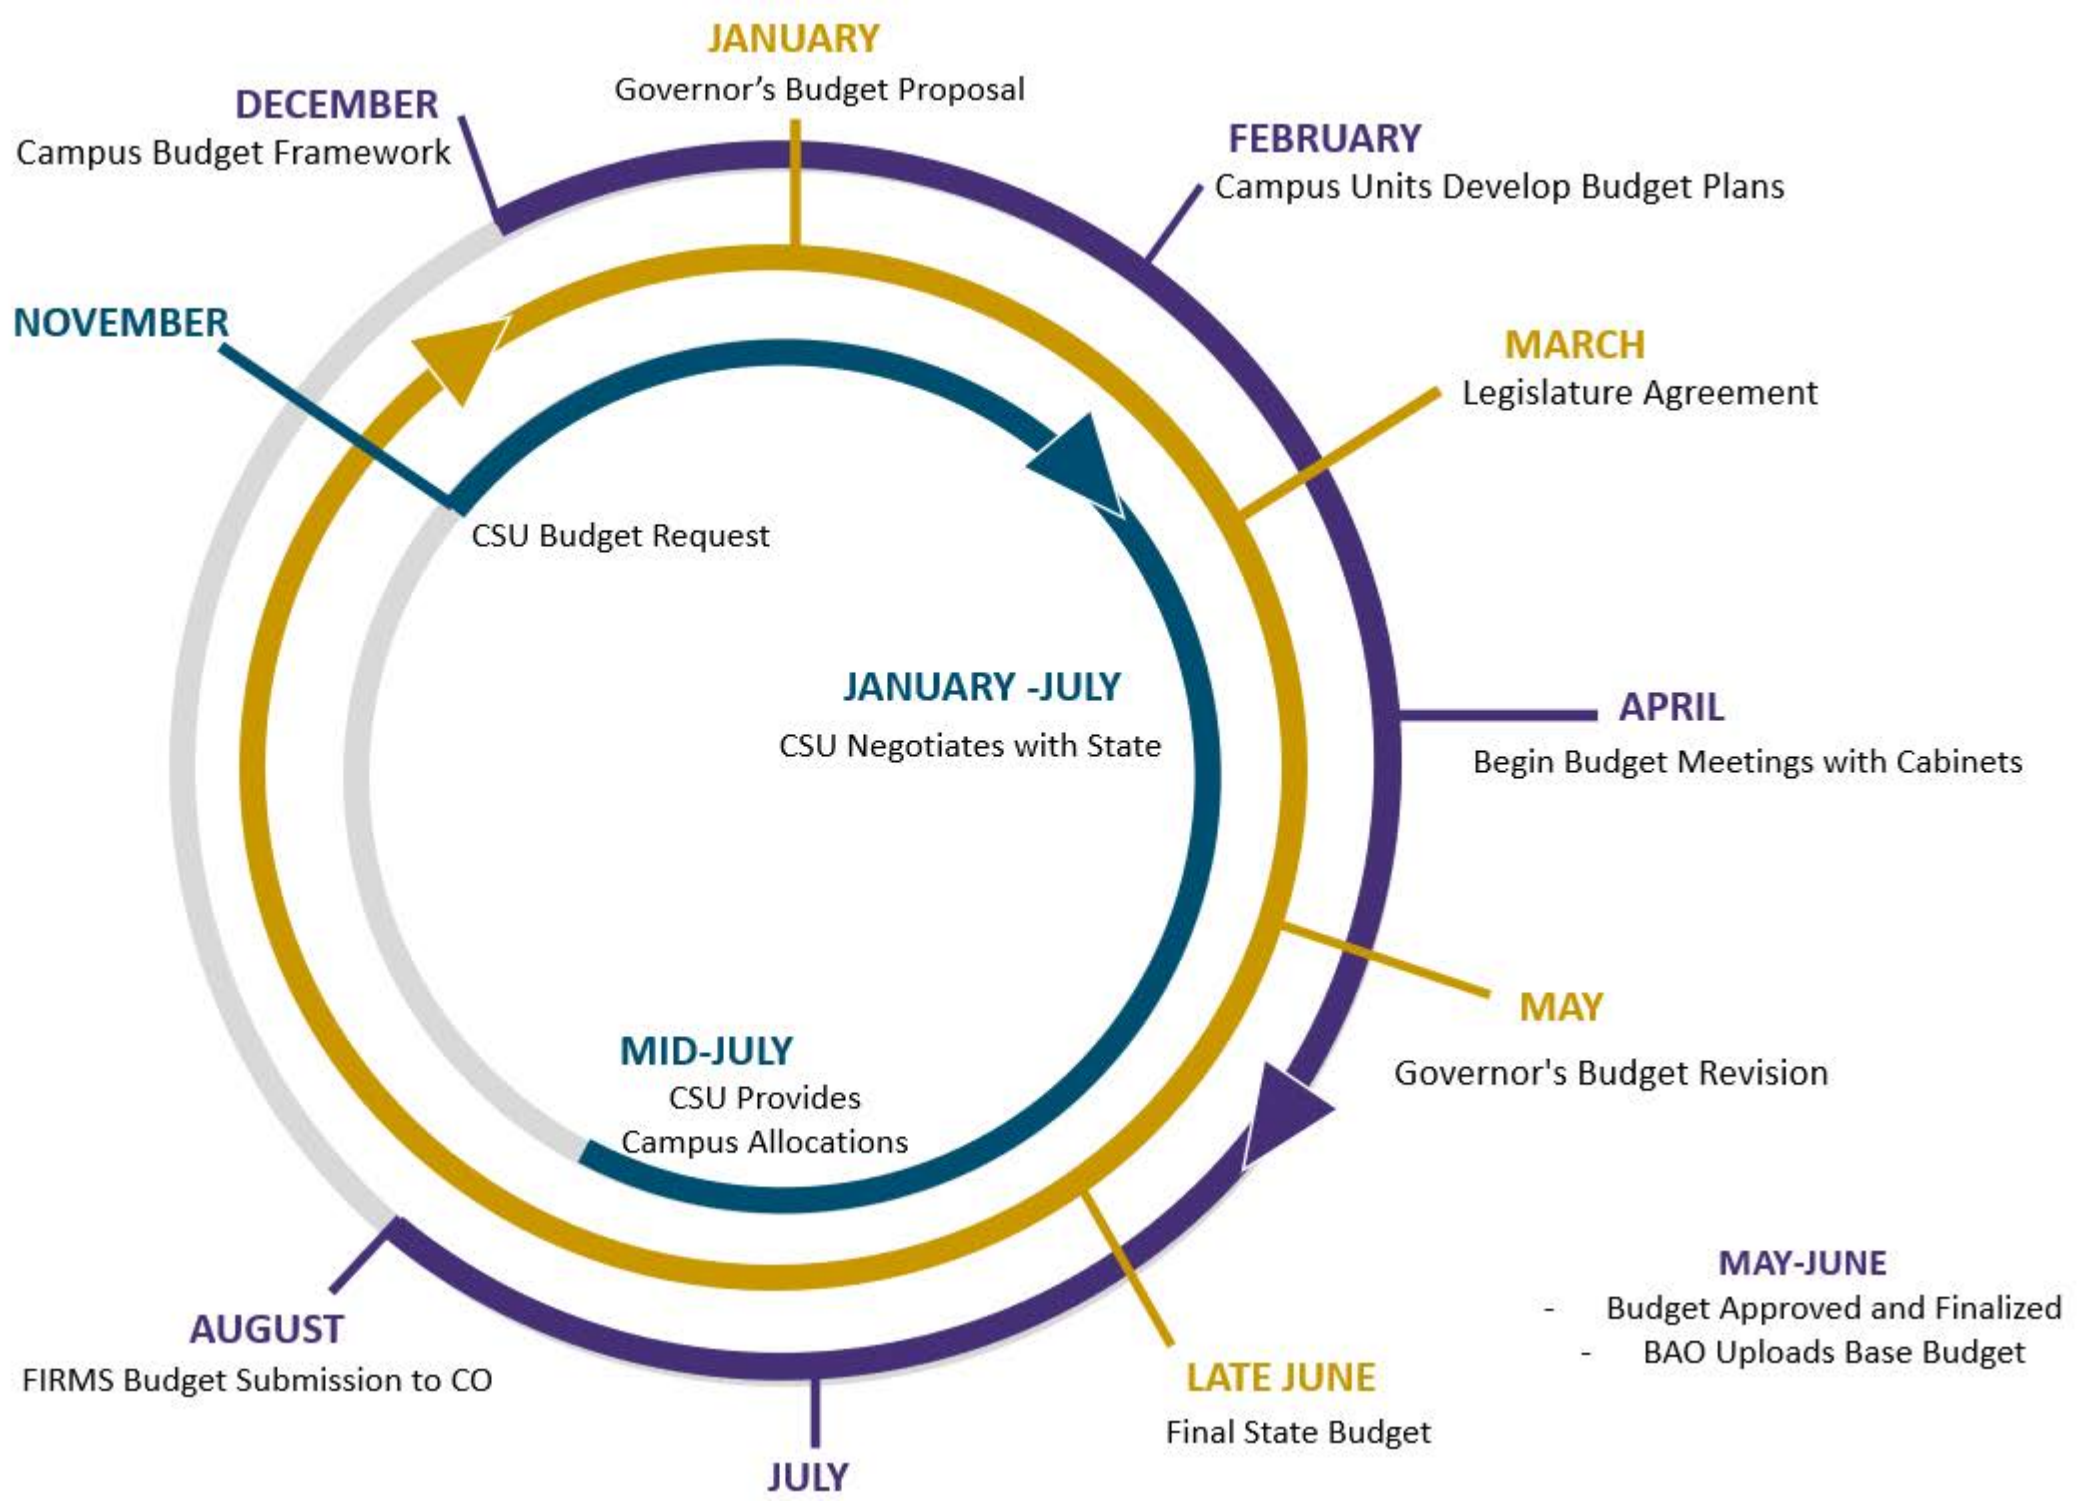 JANUARY
Governor's Budget Proposal
DECEMBER
Campus Budget Framework
FEBRUARY
Campus Units Develop Budget Plans
NOVEMBER
CSU Budget Request
MARCH
Legislature Agreement
JANUARY -JULY
CSU Negotiates with State
APRIL
Begin Budget Meetings with Cabinets
MAY
Governor's Budget Revision
MID-JULY
CSU Provides
Campus Allocations
MAY-JUNE
- Budget Approved and Finalized
- BAO Uploads Base Budget
AUGUST
FIRMS Budget Submission to CO
LATE JUNE
Final State Budget
JULY